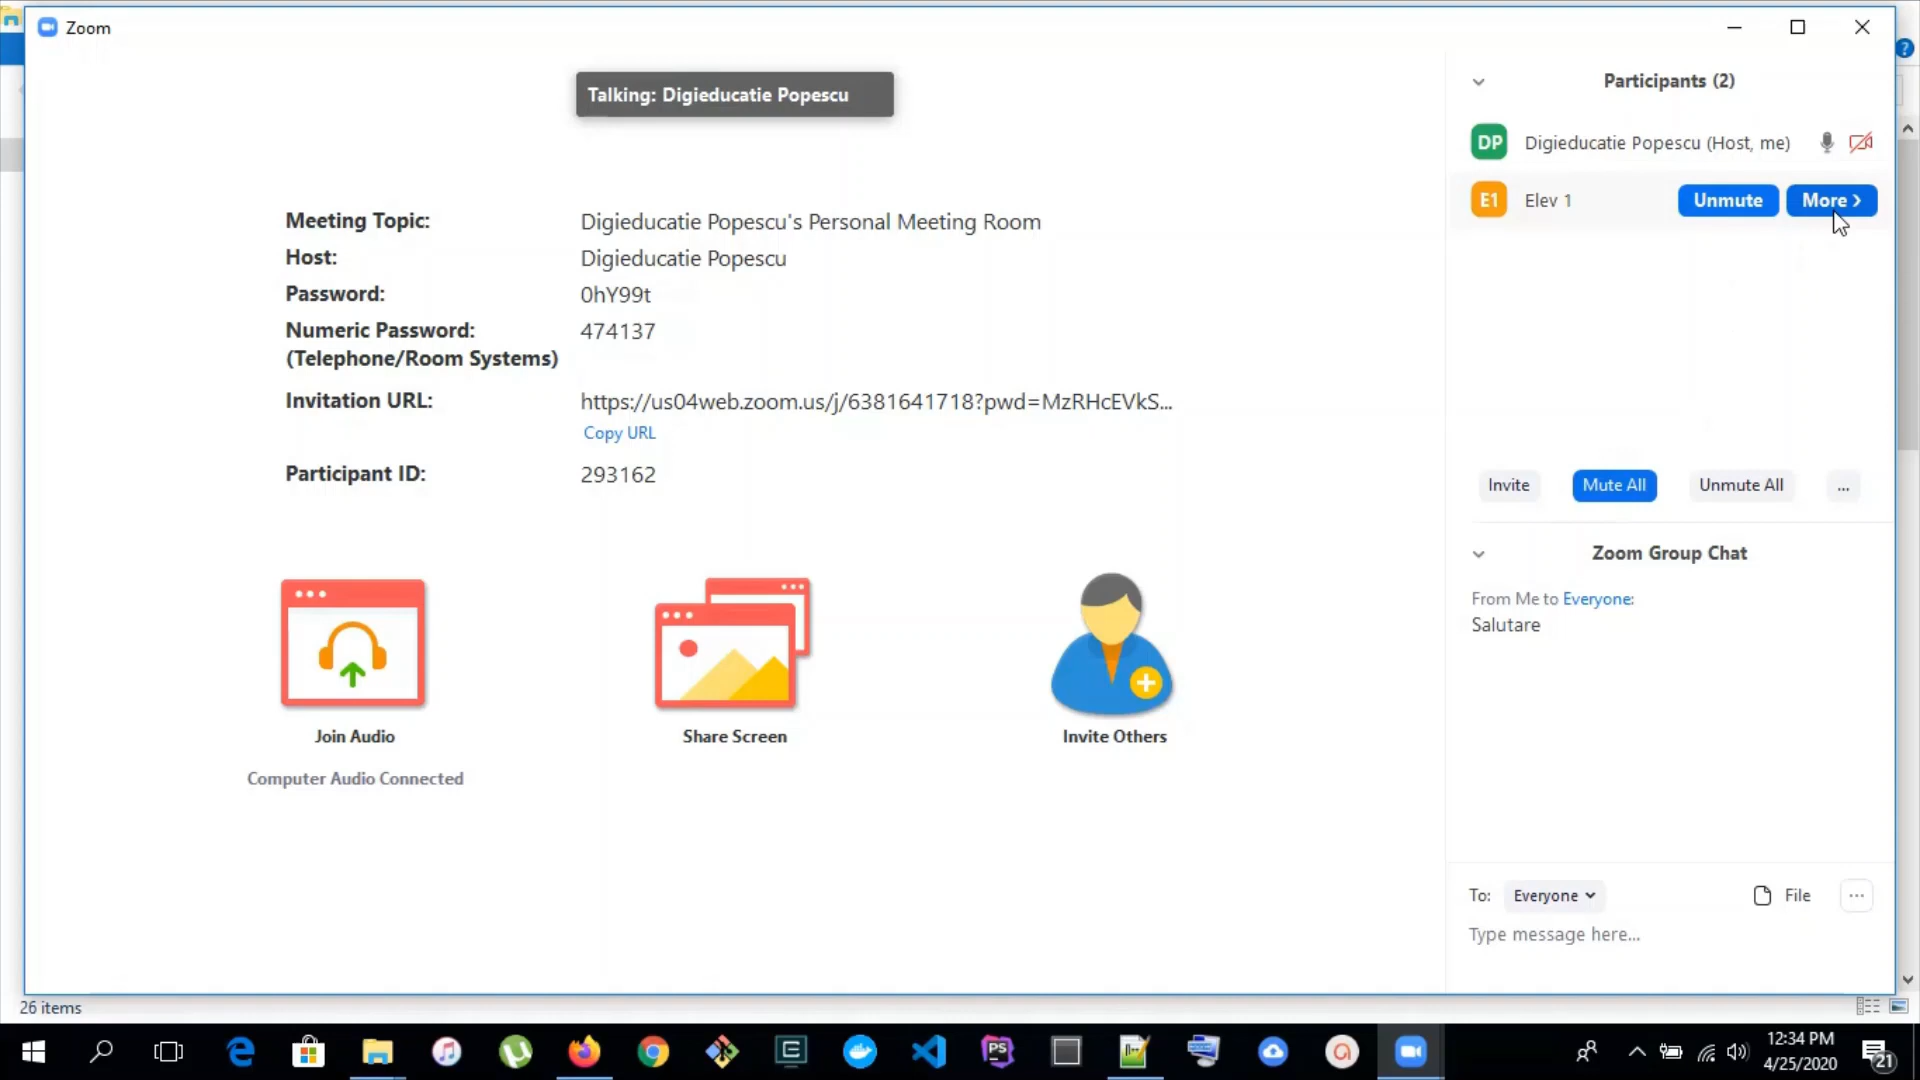 Zoom
Talking: Digieducatie Popescu
Participants (2)
DP Digieducatie Popescu (Host, me)
E1 Elev 1 Unmute More >
Meeting Topic: Digieducatie Popescu's Personal Meeting Room
Host: Digieducatie Popescu
Password: 0hY99t
Numeric Password: 474137
(Telephone/Room Systems)
Invitation URL: https://us04web.zoom.us/j/6381641718?pwd=MzRHcEVkS...
Copy URL
Participant ID: 293162
Invite Mute All Unmute All ...
Zoom Group Chat
From Me to Everyone:
Salutare
Join Audio Share Screen Invite Others
Computer Audio Connected
To: Everyone File ...
Type message here...
26 items
PS
12:34 PM
4/25/2020
21